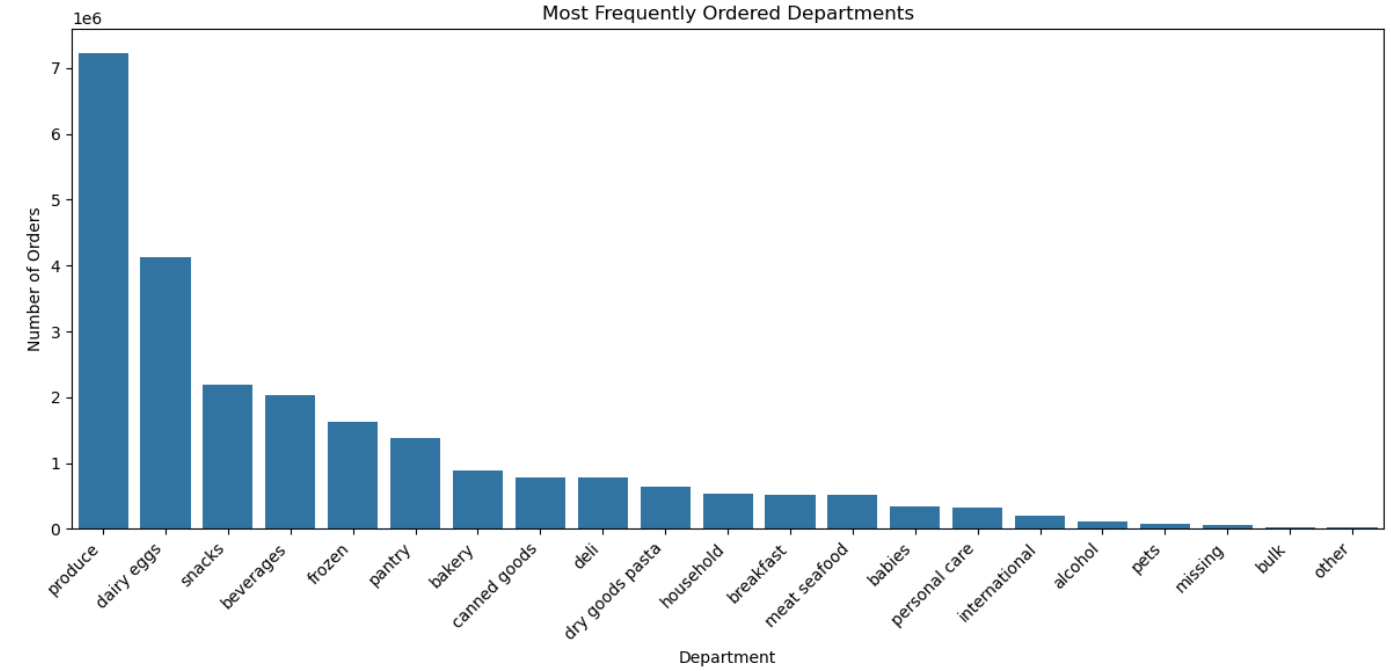 Most Frequently Ordered Departments
1e6
7
6
5
4
3
2
1
0
Number of Orders
produce
dairy eggs
snacks
beverages
frozen
pantry
bakery
canned goods
deli
dry goods pasta
household
breakfast
meat seafood
babies
personal care
international
alcohol
pets
missing
bulk
other
Department